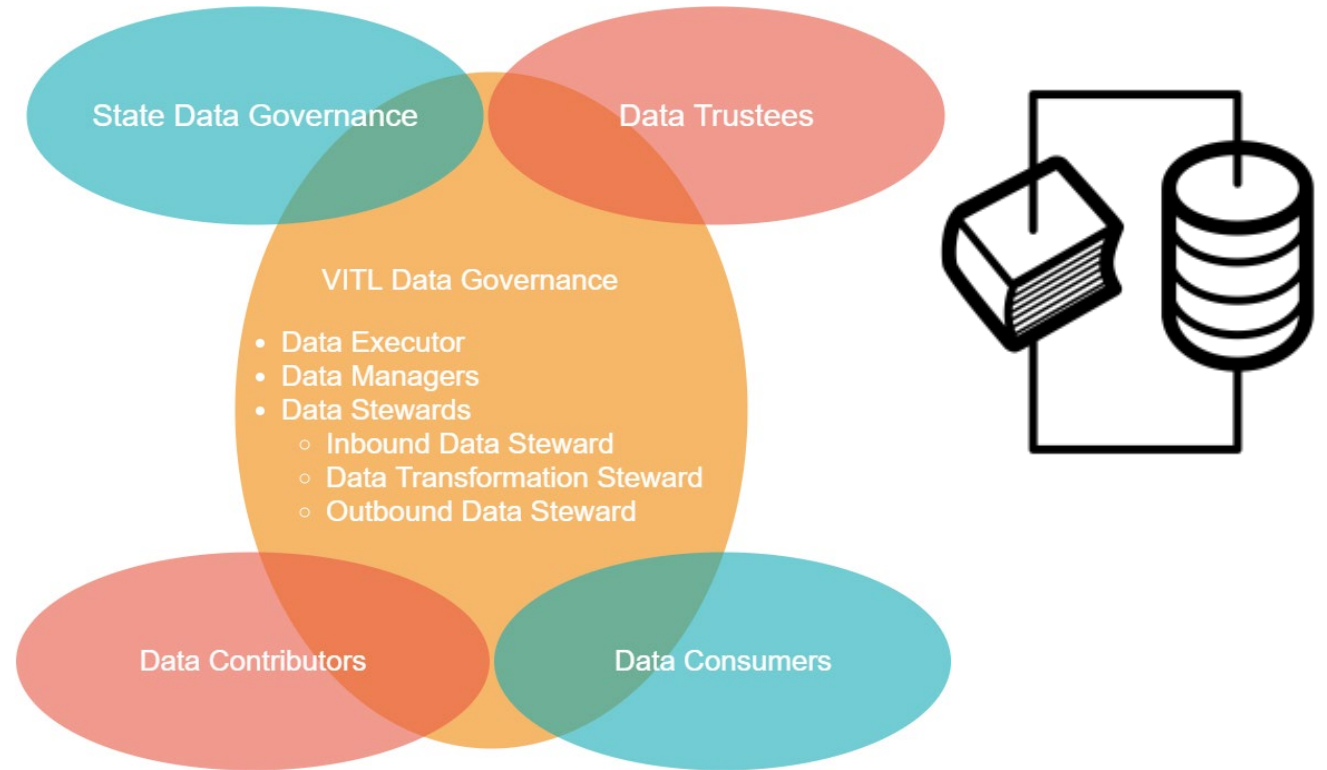 State Data Governance
Data Trustees
VITL Data Governance
• Data Executor
• Data Managers
• Data Stewards
◦ Inbound Data Steward
◦ Data Transformation Steward
◦ Outbound Data Steward
Data Contributors
Data Consumers